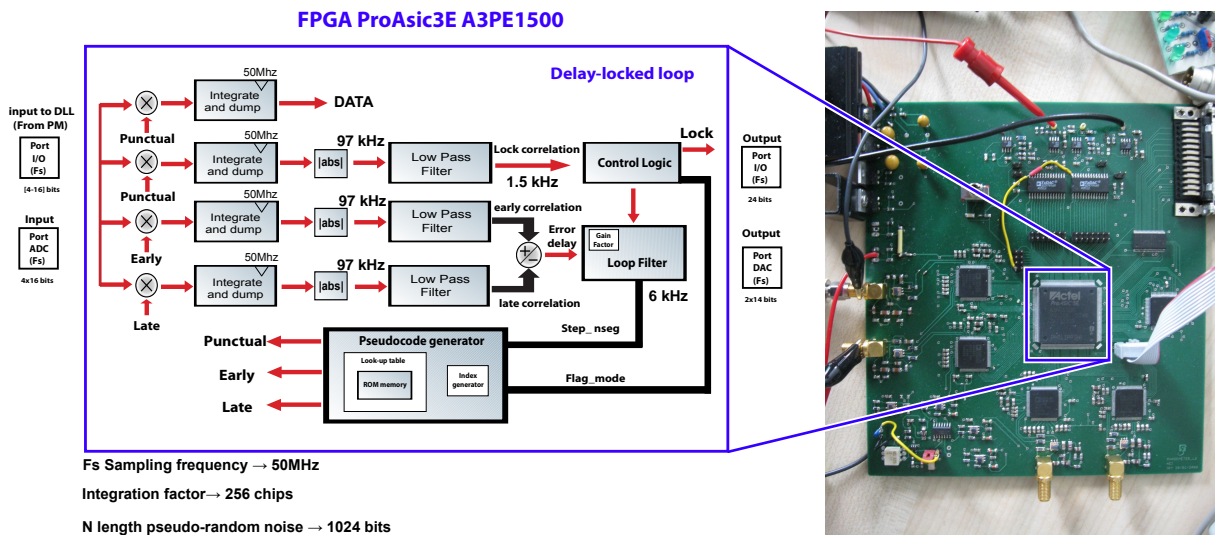 FPGA ProAsic3E A3PE1500
Delay-locked loop
input to DLL
(From PM)
Port
I/O
(Fs)
[4-16] bits
Input
Port
ADC
(Fs)
4x16 bits
50Mhz
Integrate
and dump
DATA
Punctual
50Mhz
Integrate
and dump
|abs|
97 kHz
Low Pass
Filter
Lock correlation
1.5 kHz
Control Logic
Lock
Punctual
50Mhz
Integrate
and dump
|abs|
97 kHz
Low Pass
Filter
early correlation
Early
50Mhz
Integrate
and dump
|abs|
97 kHz
Low Pass
Filter
late correlation
Late
Error
delay
Gain
Factor
Loop Filter
6 kHz
Step_ nseg
Flag_mode
Pseudocode generator
Look-up table
ROM memory
Index
generator
Punctual
Early
Late
Output
Port
I/O
(Fs)
24 bits
Output
Port
DAC
(Fs)
2x14 bits
Actel
Fs Sampling frequency → 50MHz
Integration factor→ 256 chips
N length pseudo-random noise → 1024 bits